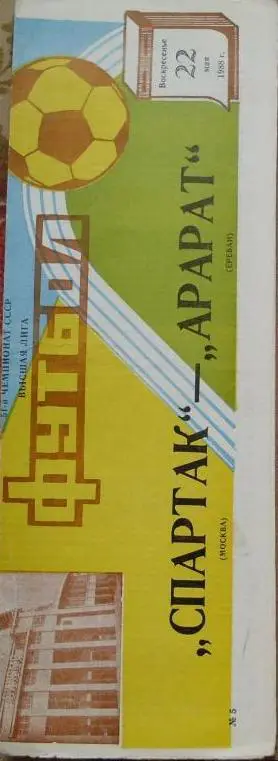 51-й ЧЕМПИОНАТ СССР
ВЫСШАЯ ЛИГА
ФУТБОЛ
Воскресенье
22
мая
1988 г.
„СПАРТАК“—„АРАРАТ“
(МОСКВА)
(ЕРЕВАН)
№ 5